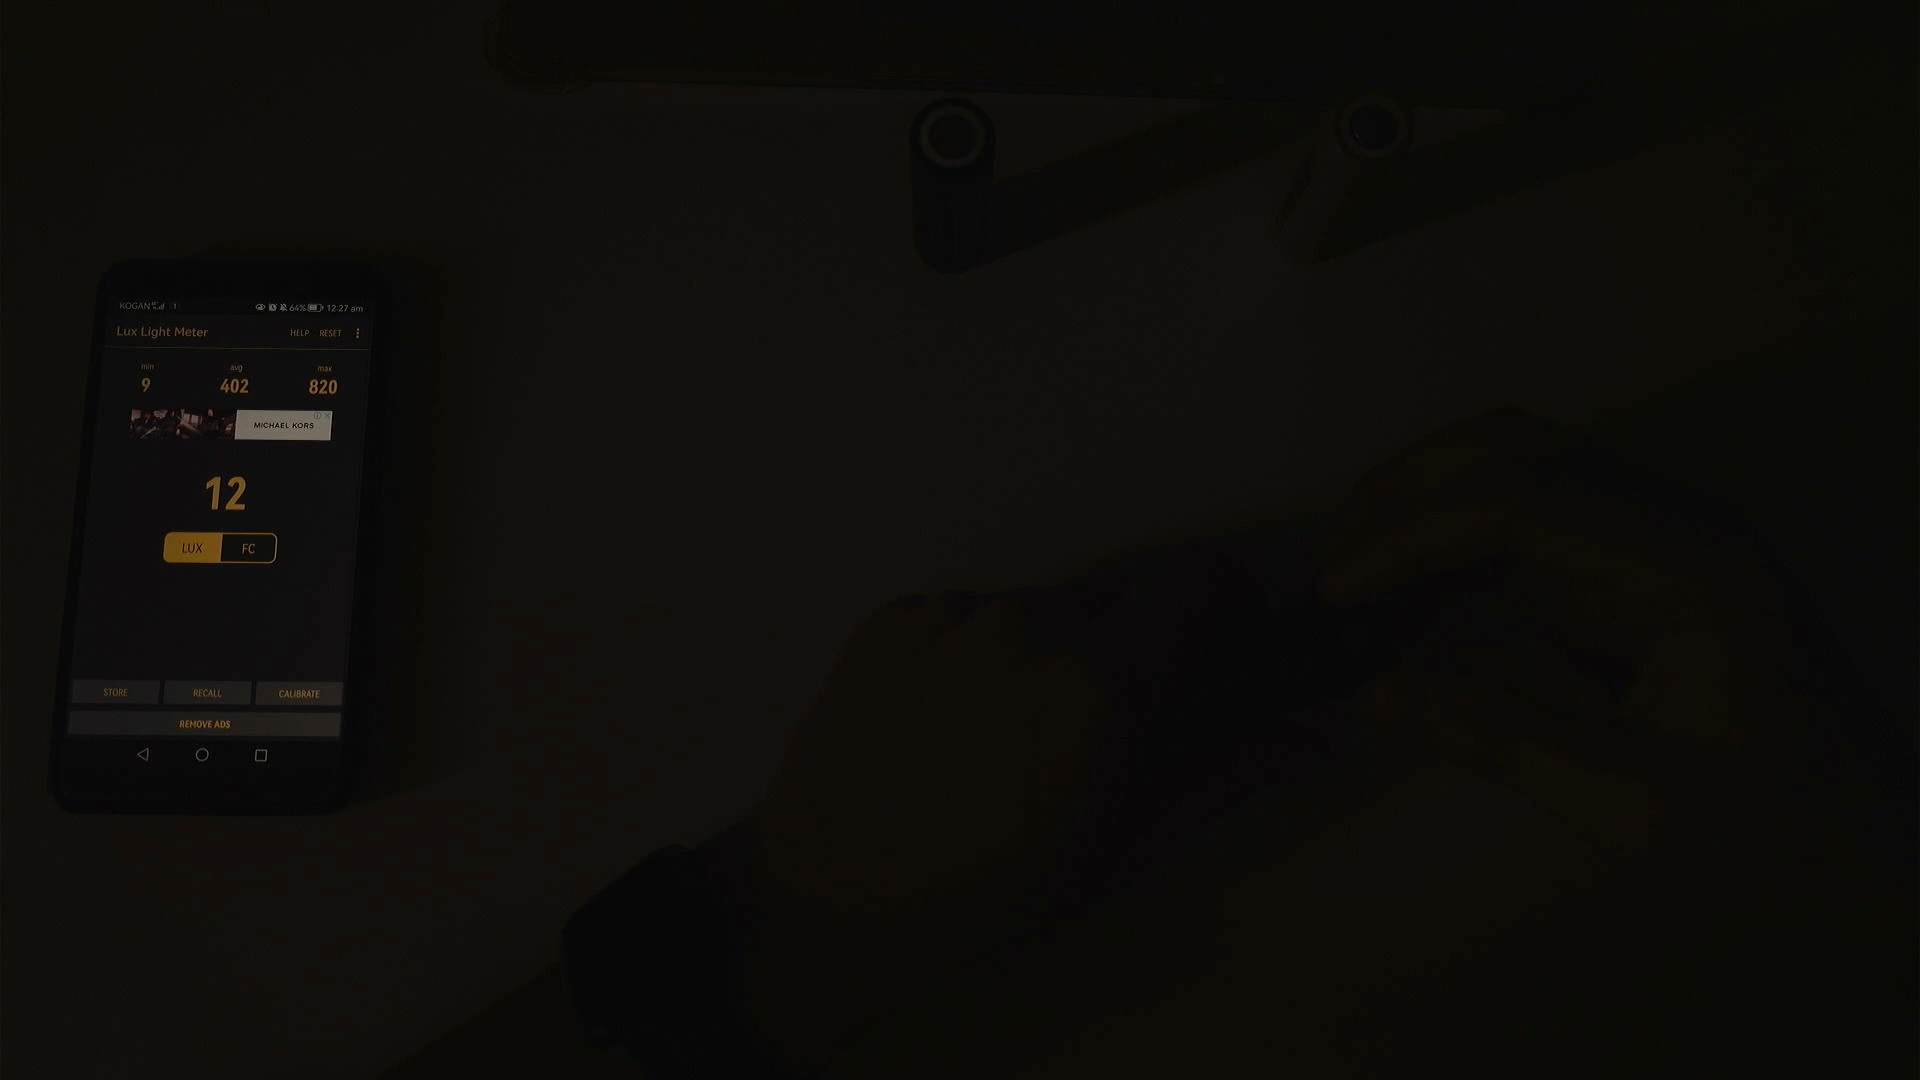 KOGAN 64% 12:27 am
Lux Light Meter HELP RESET
min avg max
9 402 820
MICHAEL KORS
12
LUX FC
STORE RECALL CALIBRATE
REMOVE ADS